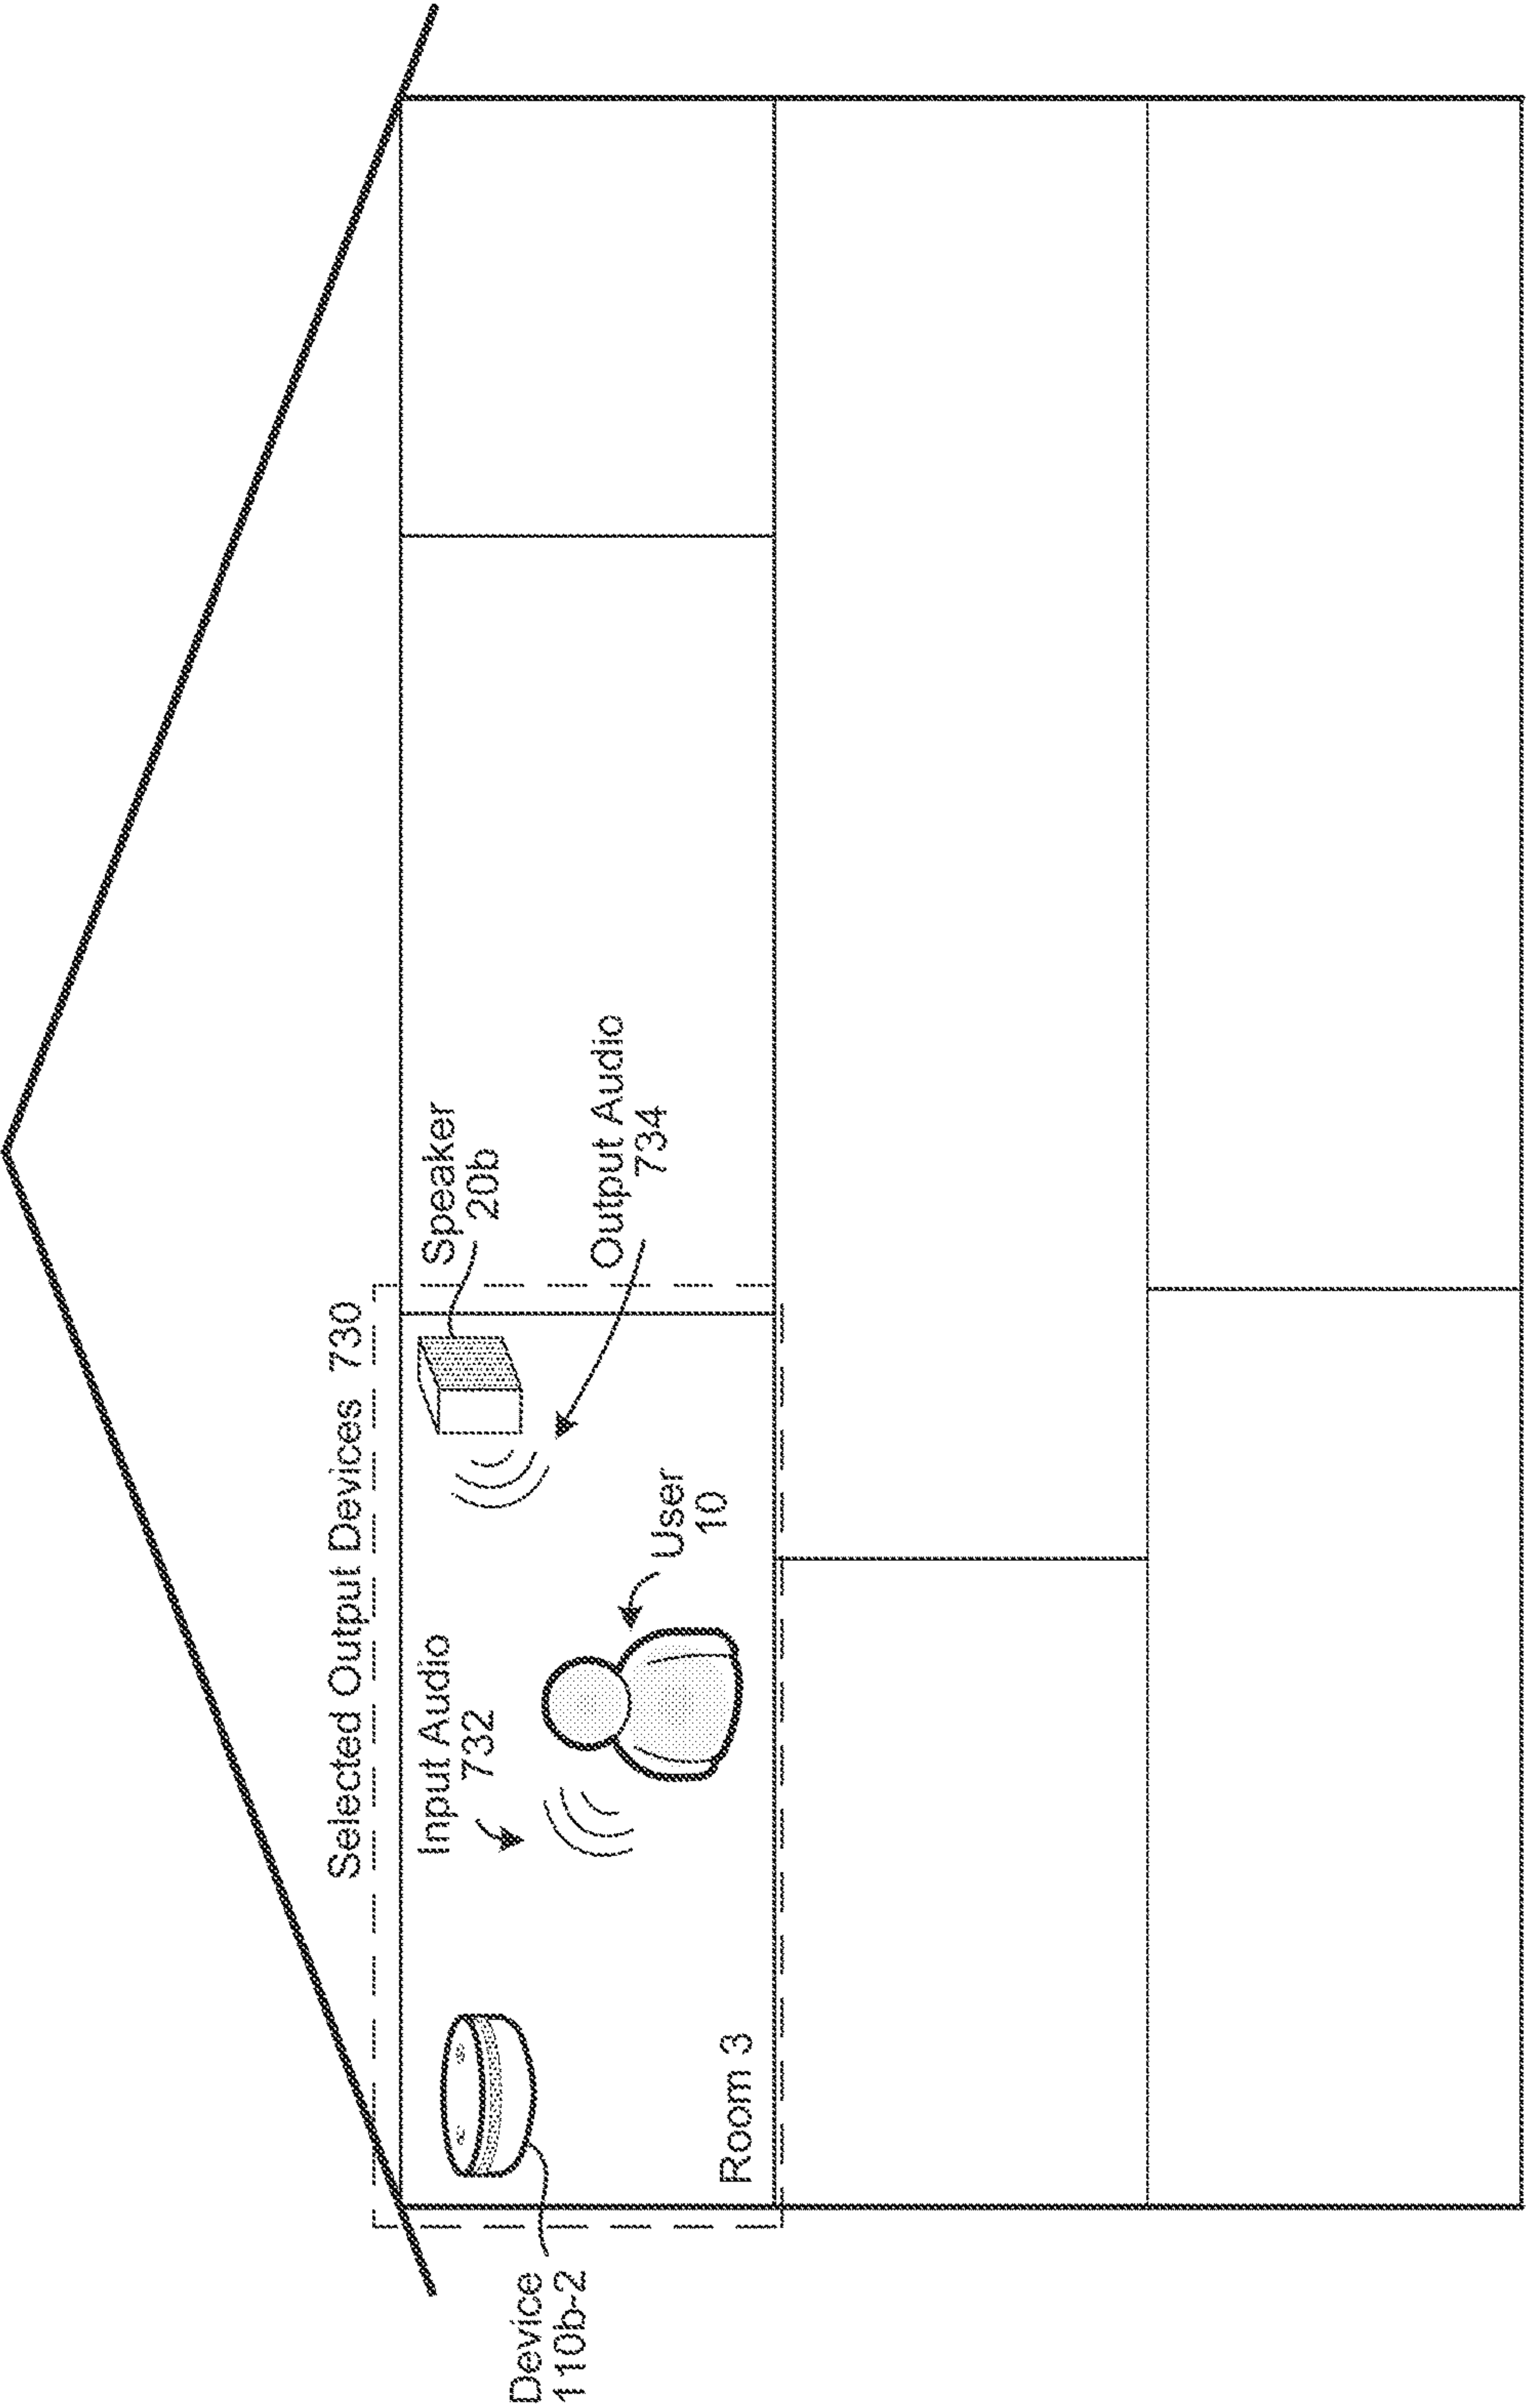 Selected Output Devices 730
Device
110b-2
Input Audio
732
Speaker
20b
Output Audio
734
User
10
Room 3